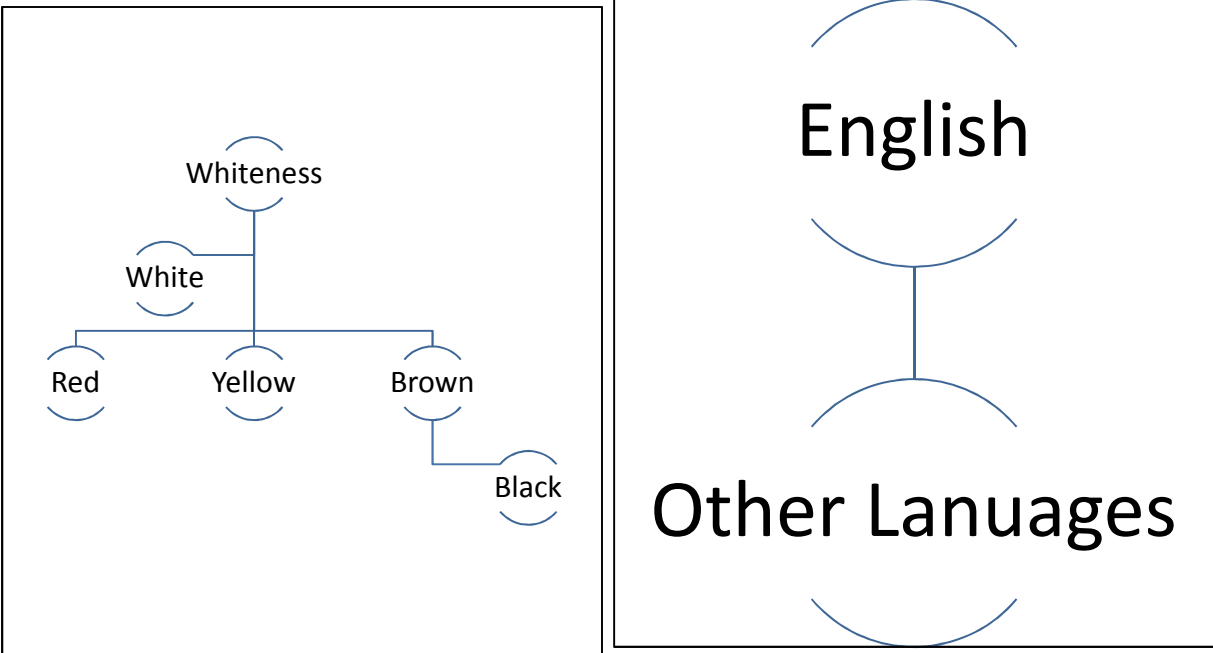 Whiteness
White
Red
Yellow
Brown
Black
English
Other Lanuages